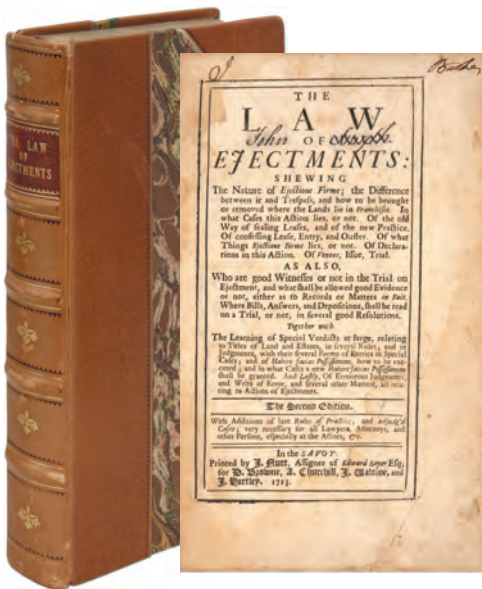 THE LAW
OF
EJECTMENTS
J
THE
LAW
John OF
EJECTMENTS:
SHEWING
The Nature of Ejectione Firme; the Difference
between it and Trespass, and how to be brought
or removed where the Lands lie in Franchises. In
what Cases this Action lies, or not. Of the old
Way of sealing Leases, and of the new Practice.
Of confessing Lease, Entry, and Ouster. Of what
Things Ejectione Firme lies, or not. Of Declara-
tions in this Action. Of Venues, Issue, Trial.
AS ALSO,
Who are good Witnesses or not in the Trial on
Ejectment, and what shall be allowed good Evidence
or not, either as to Records or Matters in Fait.
Where Bills, Answers, and Depositions, shall be read
on a Trial, or not, in several good Resolutions.
Together with
The Learning of Special Verdicts at large, relating
to Titles of Land and Estates, in several Rules; and to
Judgments, with their several Forms of Entries in Special
Cases; and of Habere facias Possessionem, how to be exe-
cuted; and in what Cases a new Habere facias Possessionem
shall be granted. And Lastly, Of Erroneous Judgments,
and Writs of Error, and several other Matters, all rela-
ting to Actions of Ejectment.
The Second Edition.
With Additions of late Rules of Practice, and adjudg'd
Cases; very necessary for all Lawyers, Attorneys, and
other Persons, especially at the Assizes, &c.
In the SAVOY:
Printed by J. Nutt, Assignee of Edward Sayer Esq;
for D. Browne, A. Churchill, J. Walthoe, and
J. Hartley. 1713.